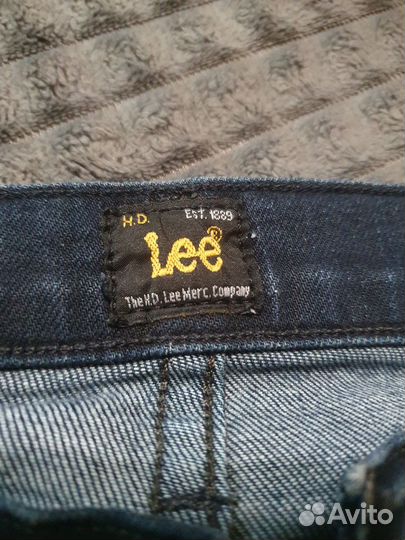 H.D. EST. 1889
Lee®
The H.D. Lee Merc. Company
Avito